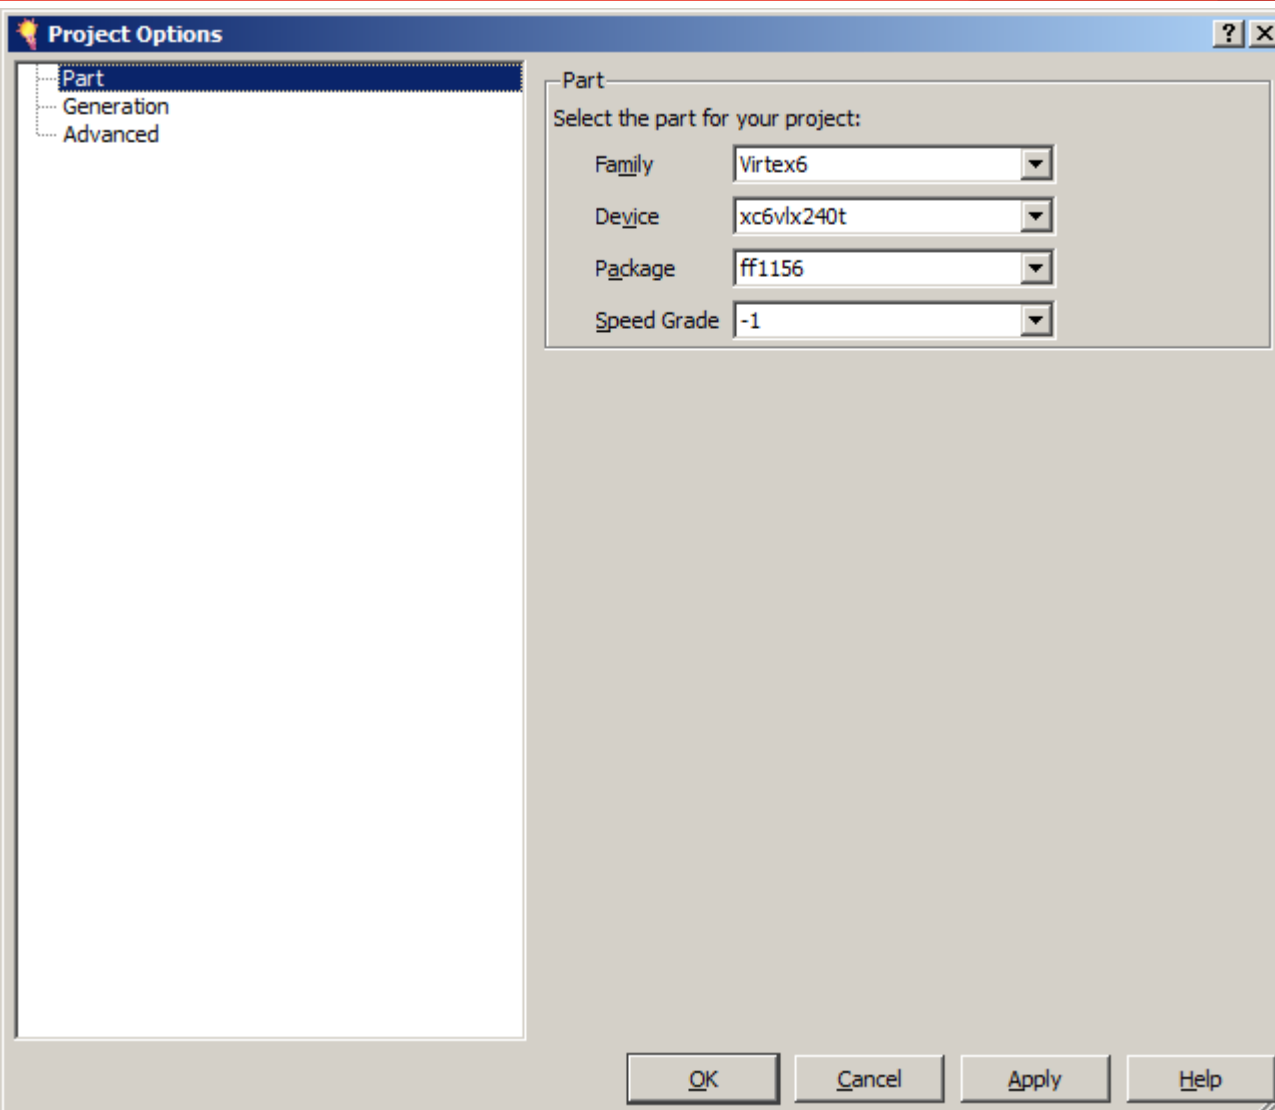 Project Options
Part
Generation
Advanced
Part
Select the part for your project:
Family Virtex6
Device xc6vlx240t
Package ff1156
Speed Grade -1
OK Cancel Apply Help